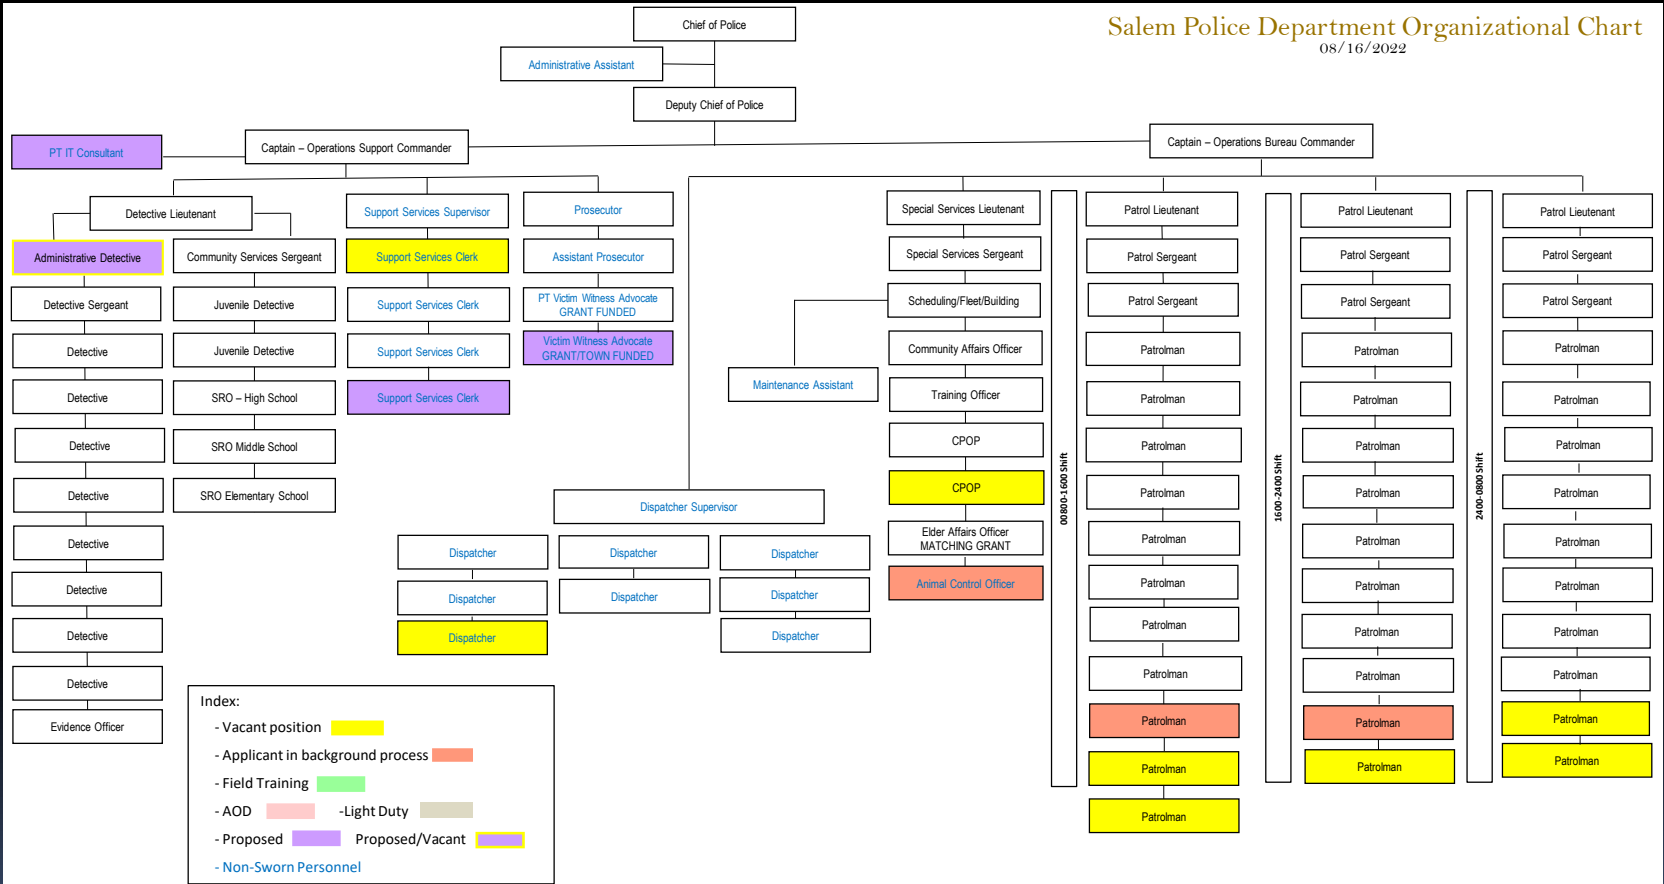 Salem Police Department Organizational Chart
08/16/2022
Chief of Police
Administrative Assistant
Deputy Chief of Police
PT IT Consultant
Captain – Operations Support Commander
Captain – Operations Bureau Commander
Detective Lieutenant
Administrative Detective
Detective Sergeant
Detective
Detective
Detective
Detective
Detective
Detective
Detective
Detective
Evidence Officer
Community Services Sergeant
Juvenile Detective
Juvenile Detective
SRO – High School
SRO Middle School
SRO Elementary School
Support Services Supervisor
Support Services Clerk
Support Services Clerk
Support Services Clerk
Support Services Clerk
Prosecutor
Assistant Prosecutor
PT Victim Witness Advocate
GRANT FUNDED
Victim Witness Advocate
GRANT/TOWN FUNDED
Dispatcher Supervisor
Dispatcher
Dispatcher
Dispatcher
Dispatcher
Dispatcher
Dispatcher
Dispatcher
Dispatcher
Maintenance Assistant
Special Services Lieutenant
Special Services Sergeant
Scheduling/Fleet/Building
Community Affairs Officer
Training Officer
CPOP
CPOP
Elder Affairs Officer
MATCHING GRANT
Animal Control Officer
00800-1600 Shift
Patrol Lieutenant
Patrol Sergeant
Patrol Sergeant
Patrolman
Patrolman
Patrolman
Patrolman
Patrolman
Patrolman
Patrolman
Patrolman
Patrolman
Patrolman
Patrolman
1600-2400 Shift
Patrol Lieutenant
Patrol Sergeant
Patrol Sergeant
Patrolman
Patrolman
Patrolman
Patrolman
Patrolman
Patrolman
Patrolman
Patrolman
Patrolman
Patrolman
2400-0800 Shift
Patrol Lieutenant
Patrol Sergeant
Patrol Sergeant
Patrolman
Patrolman
Patrolman
Patrolman
Patrolman
Patrolman
Patrolman
Patrolman
Patrolman
Patrolman
Index:
- Vacant position
- Applicant in background process
- Field Training
- AOD -Light Duty
- Proposed Proposed/Vacant
- Non-Sworn Personnel